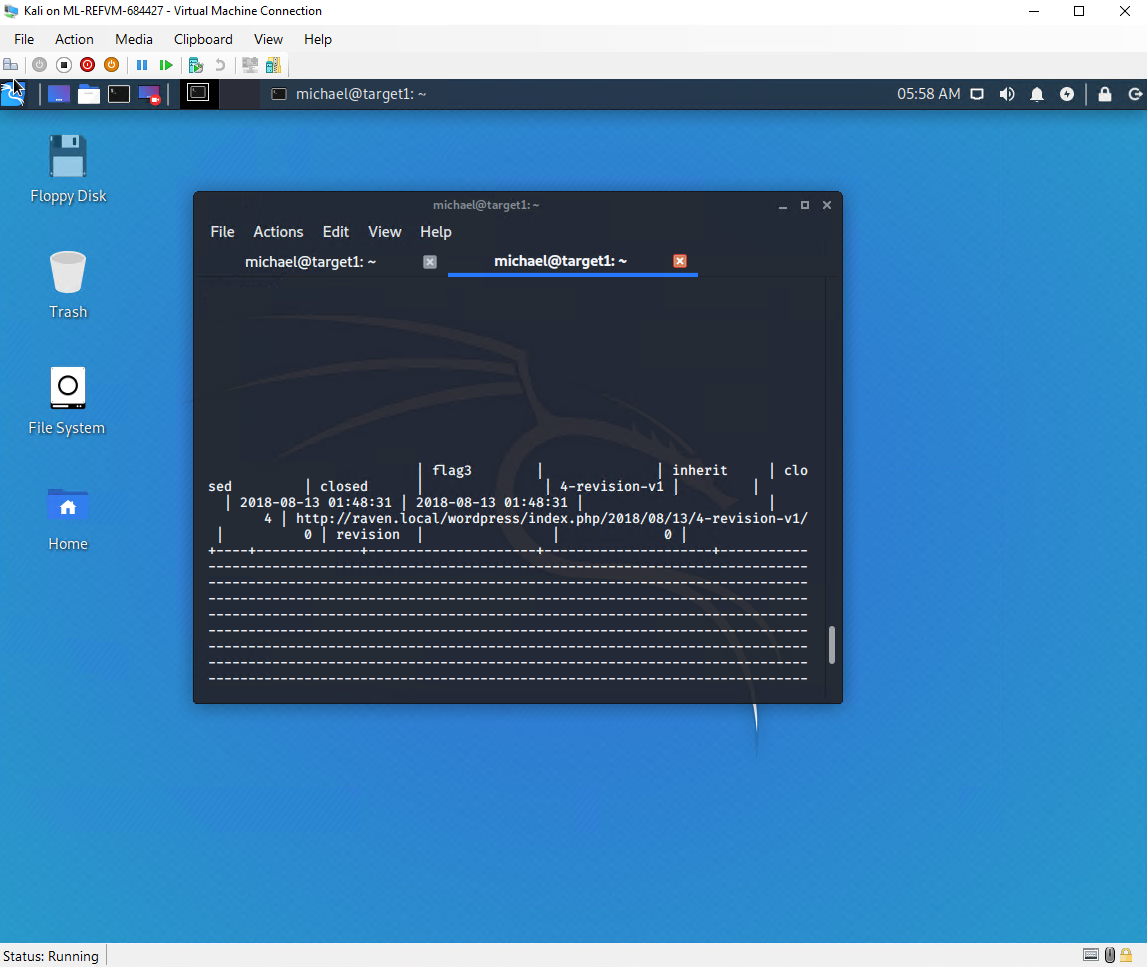 Kali on ML-REFVM-684427 - Virtual Machine Connection
File Action Media Clipboard View Help
michael@target1: ~ 05:58 AM
Floppy Disk
Trash
File System
Home
michael@target1: ~
File Actions Edit View Help
michael@target1: ~ michael@target1: ~
| flag3 | | inherit | clo
sed | closed | | 4-revision-v1 | |
| 2018-08-13 01:48:31 | 2018-08-13 01:48:31 | |
4 | http://raven.local/wordpress/index.php/2018/08/13/4-revision-v1/
| 0 | revision | | 0 |
+----+--------------+---------------------+---------------------+-----------
---------------------------------------------------------------------------
---------------------------------------------------------------------------
---------------------------------------------------------------------------
---------------------------------------------------------------------------
---------------------------------------------------------------------------
---------------------------------------------------------------------------
---------------------------------------------------------------------------
---------------------------------------------------------------------------
Status: Running